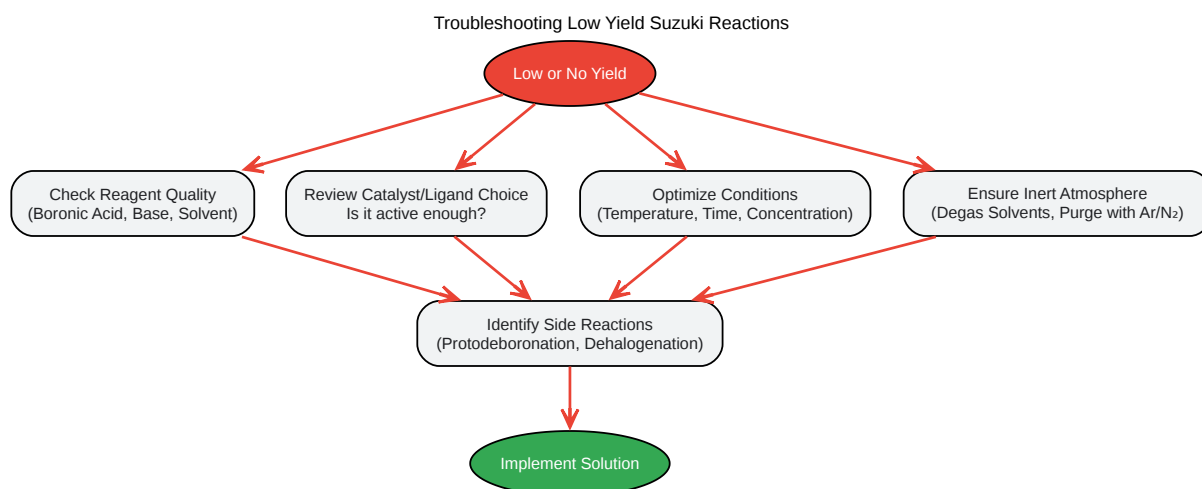 Troubleshooting Low Yield Suzuki Reactions
Low or No Yield
Check Reagent Quality
(Boronic Acid, Base, Solvent)
Review Catalyst/Ligand Choice
Is it active enough?
Optimize Conditions
(Temperature, Time, Concentration)
Ensure Inert Atmosphere
(Degas Solvents, Purge with Ar/N₂)
Identify Side Reactions
(Protodeboronation, Dehalogenation)
Implement Solution